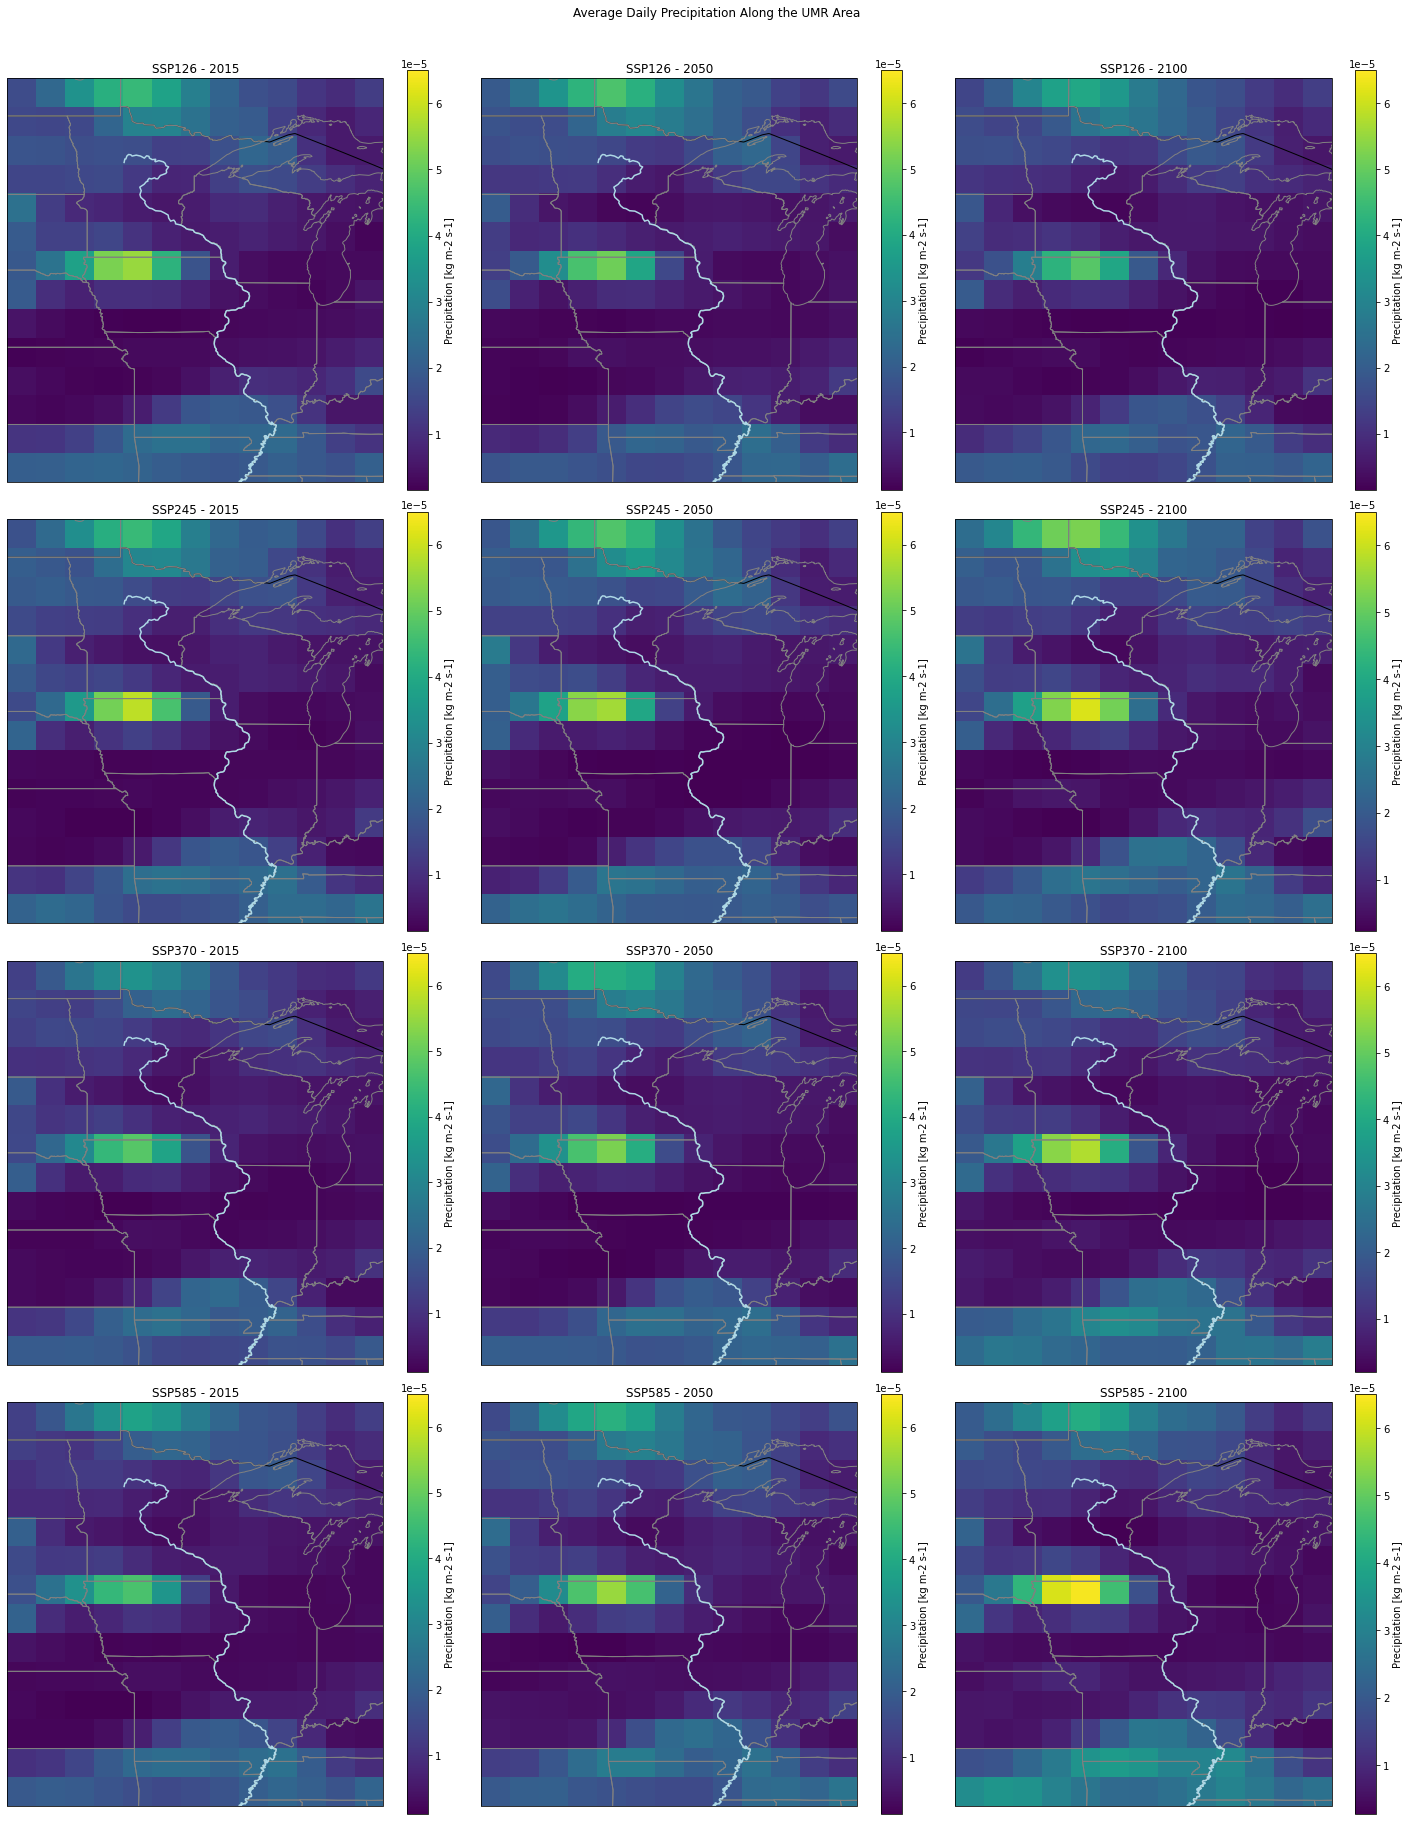 Average Daily Precipitation Along the UMR Area
SSP126 - 2015
1e−5
6
5
4
3
2
1
Precipitation [kg m-2 s-1]
SSP126 - 2050
1e−5
6
5
4
3
2
1
Precipitation [kg m-2 s-1]
SSP126 - 2100
1e−5
6
5
4
3
2
1
Precipitation [kg m-2 s-1]
SSP245 - 2015
1e−5
6
5
4
3
2
1
Precipitation [kg m-2 s-1]
SSP245 - 2050
1e−5
6
5
4
3
2
1
Precipitation [kg m-2 s-1]
SSP245 - 2100
1e−5
6
5
4
3
2
1
Precipitation [kg m-2 s-1]
SSP370 - 2015
1e−5
6
5
4
3
2
1
Precipitation [kg m-2 s-1]
SSP370 - 2050
1e−5
6
5
4
3
2
1
Precipitation [kg m-2 s-1]
SSP370 - 2100
1e−5
6
5
4
3
2
1
Precipitation [kg m-2 s-1]
SSP585 - 2015
1e−5
6
5
4
3
2
1
Precipitation [kg m-2 s-1]
SSP585 - 2050
1e−5
6
5
4
3
2
1
Precipitation [kg m-2 s-1]
SSP585 - 2100
1e−5
6
5
4
3
2
1
Precipitation [kg m-2 s-1]